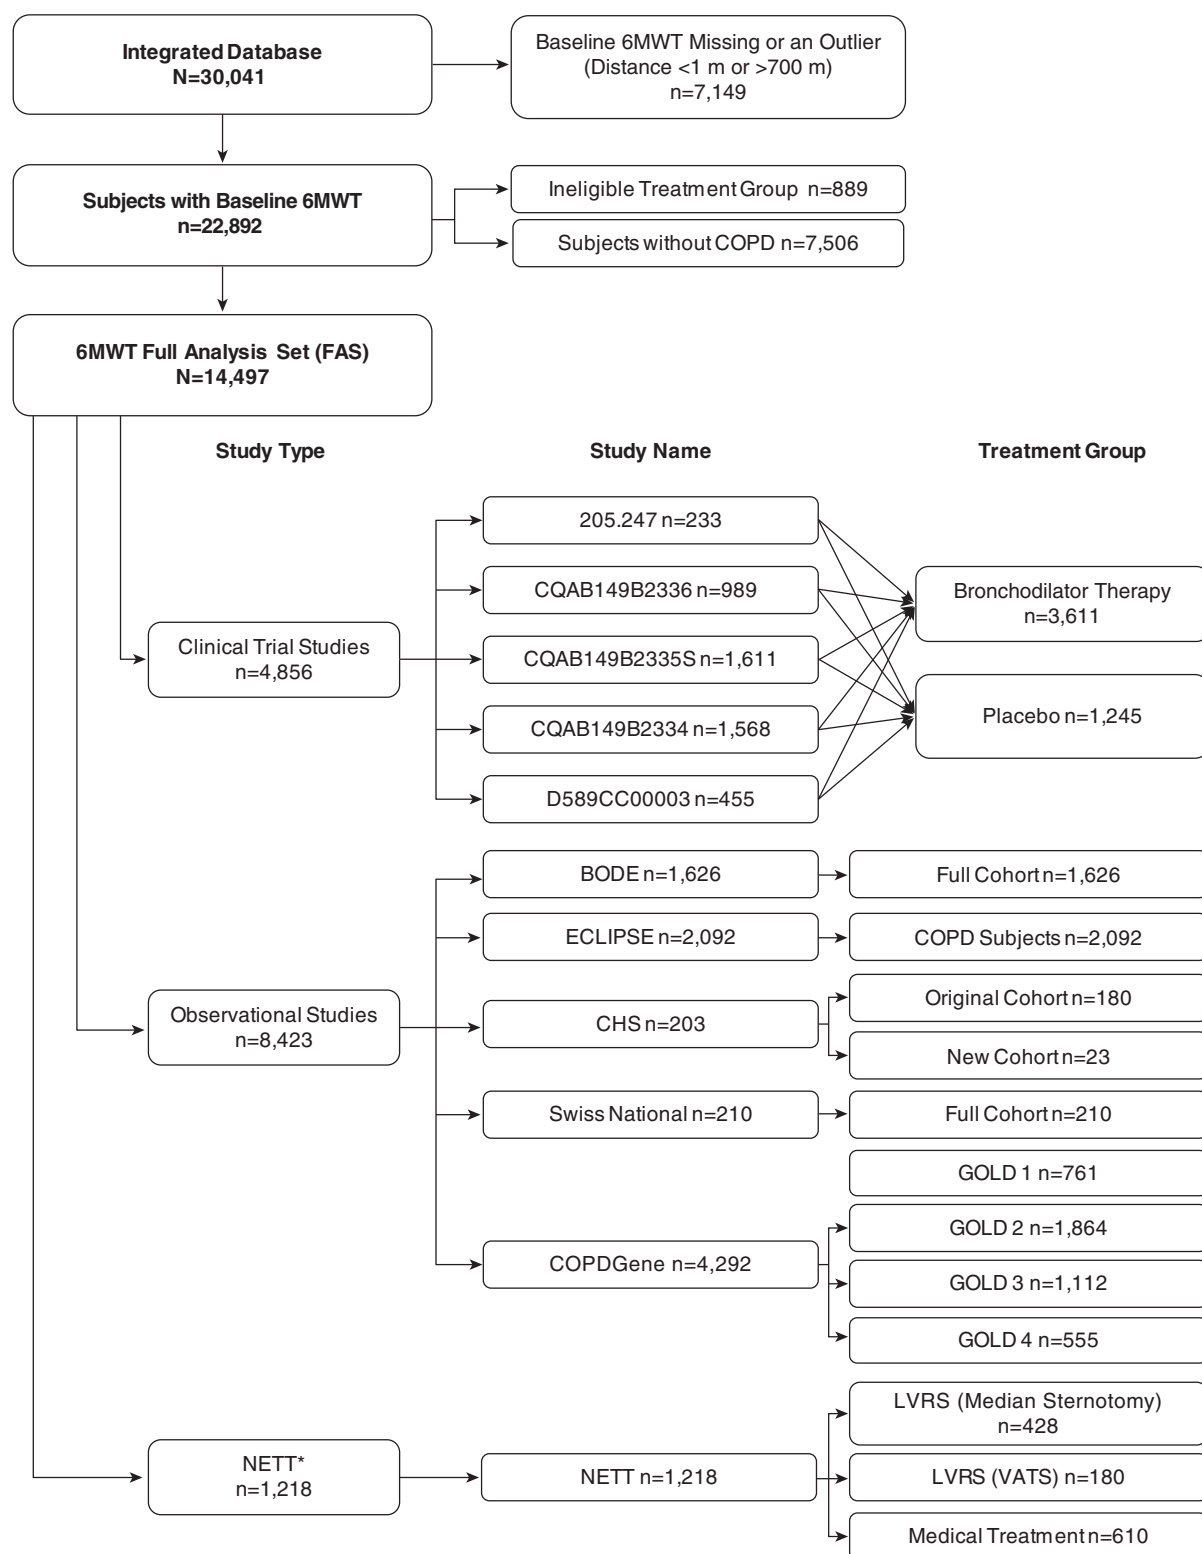 Integrated Database
N=30,041
Baseline 6MWT Missing or an Outlier
(Distance <1 m or >700 m)
n=7,149
Subjects with Baseline 6MWT
n=22,892
Ineligible Treatment Group n=889
Subjects without COPD n=7,506
6MWT Full Analysis Set (FAS)
N=14,497
Study Type
Study Name
Treatment Group
205.247 n=233
CQAB149B2336 n=989
CQAB149B2335S n=1,611
CQAB149B2334 n=1,568
D589CC00003 n=455
Clinical Trial Studies
n=4,856
Bronchodilator Therapy
n=3,611
Placebo n=1,245
BODE n=1,626
Full Cohort n=1,626
ECLIPSE n=2,092
COPD Subjects n=2,092
Observational Studies
n=8,423
CHS n=203
Original Cohort n=180
New Cohort n=23
Swiss National n=210
Full Cohort n=210
COPDGene n=4,292
GOLD 1 n=761
GOLD 2 n=1,864
GOLD 3 n=1,112
GOLD 4 n=555
NETT*
n=1,218
NETT n=1,218
LVRS (Median Sternotomy)
n=428
LVRS (VATS) n=180
Medical Treatment n=610